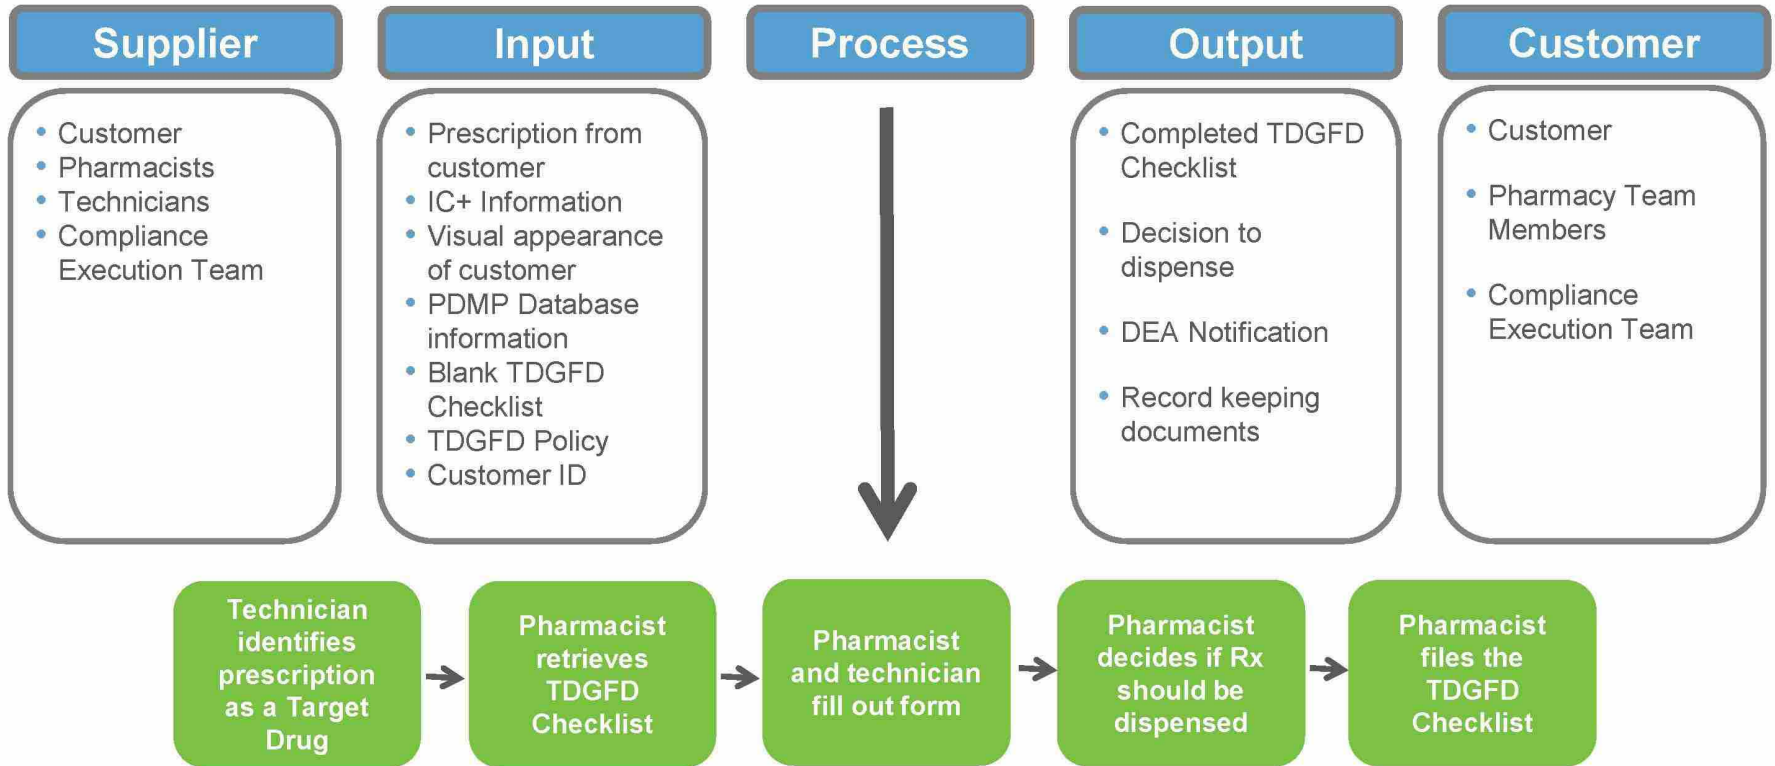 Supplier
Input
Process
Output
Customer
• Customer
• Pharmacists
• Technicians
• Compliance
Execution Team
• Prescription from
customer
• IC+ Information
• Visual appearance
of customer
• PDMP Database
information
• Blank TDGFD
Checklist
• TDGFD Policy
• Customer ID
• Completed TDGFD
Checklist
• Decision to
dispense
• DEA Notification
• Record keeping
documents
• Customer
• Pharmacy Team
Members
• Compliance
Execution Team
Technician
identifies
prescription
as a Target
Drug
Pharmacist
retrieves
TDGFD
Checklist
Pharmacist
and technician
fill out form
Pharmacist
decides if Rx
should be
dispensed
Pharmacist
files the
TDGFD
Checklist